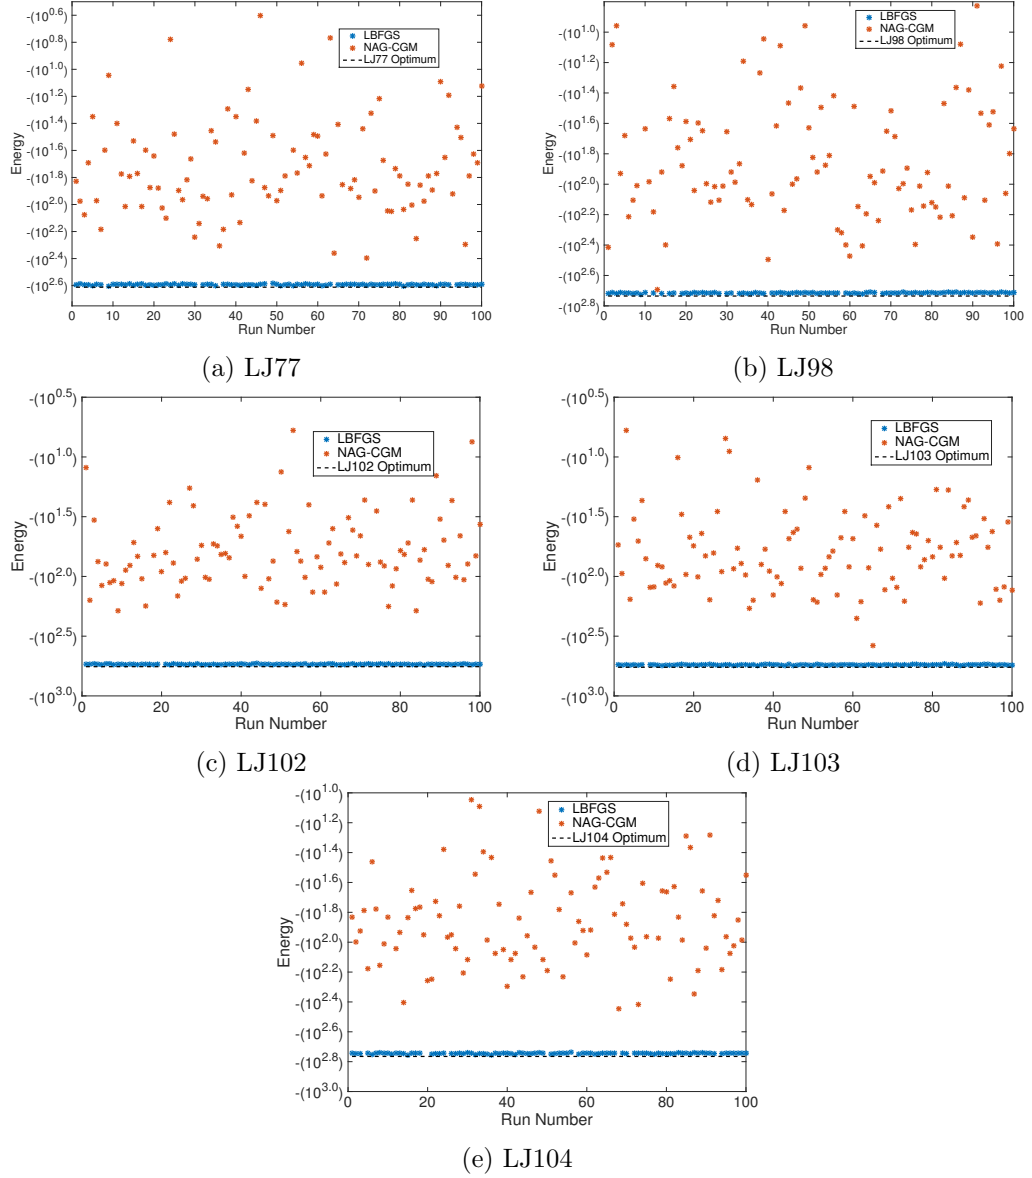 -(10^0.6)
-(10^0.8)
-(10^1.0)
-(10^1.2)
-(10^1.4)
-(10^1.6)
-(10^1.8)
-(10^2.0)
-(10^2.2)
-(10^2.4)
-(10^2.6)
Energy
LBFGS
NAG-CGM
LJ77 Optimum
0 10 20 30 40 50 60 70 80 90 100
Run Number
(a) LJ77
-(10^0.8)
-(10^1.0)
-(10^1.2)
-(10^1.4)
-(10^1.6)
-(10^1.8)
-(10^2.0)
-(10^2.2)
-(10^2.4)
-(10^2.6)
-(10^2.8)
Energy
LBFGS
NAG-CGM
LJ98 Optimum
0 10 20 30 40 50 60 70 80 90 100
Run Number
(b) LJ98
-(10^0.5)
-(10^1.0)
-(10^1.5)
-(10^2.0)
-(10^2.5)
-(10^3.0)
Energy
LBFGS
NAG-CGM
LJ102 Optimum
0 20 40 60 80 100
Run Number
(c) LJ102
-(10^0.5)
-(10^1.0)
-(10^1.5)
-(10^2.0)
-(10^2.5)
-(10^3.0)
Energy
LBFGS
NAG-CGM
LJ103 Optimum
0 20 40 60 80 100
Run Number
(d) LJ103
-(10^1.0)
-(10^1.2)
-(10^1.4)
-(10^1.6)
-(10^1.8)
-(10^2.0)
-(10^2.2)
-(10^2.4)
-(10^2.6)
-(10^2.8)
-(10^3.0)
Energy
LBFGS
NAG-CGM
LJ104 Optimum
0 20 40 60 80 100
Run Number
(e) LJ104